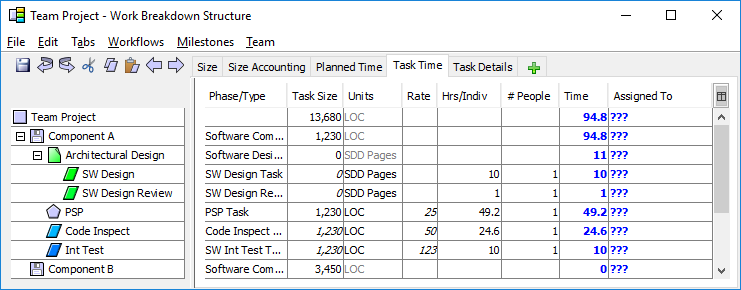 Team Project - Work Breakdown Structure
File Edit Tabs Workflows Milestones Team
Size Size Accounting Planned Time Task Time Task Details
Phase/Type Task Size Units Rate Hrs/Indiv # People Time Assigned To
Team Project 13,680 LOC 94.8 ???
Component A Software Com... 1,230 LOC 94.8 ???
Architectural Design Software Desi... 0 SDD Pages 11 ???
SW Design SW Design Task 0 SDD Pages 10 1 10 ???
SW Design Review SW Design Re... 0 SDD Pages 1 1 1 ???
PSP PSP Task 1,230 LOC 25 49.2 1 49.2 ???
Code Inspect Code Inspect ... 1,230 LOC 50 24.6 1 24.6 ???
Int Test SW Int Test T... 1,230 LOC 123 10 1 10 ???
Component B Software Com... 3,450 LOC 0 ???